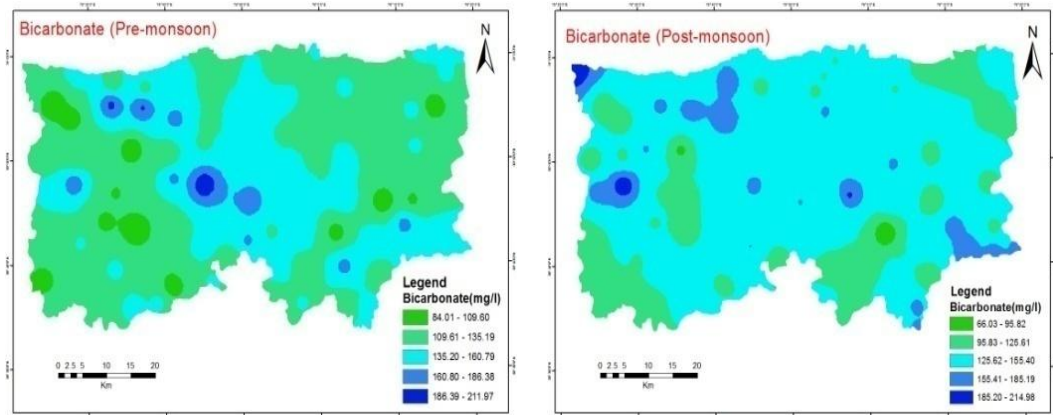 Bicarbonate (Pre-monsoon)
N
Legend
Bicarbonate(mg/l)
84.01 - 109.60
109.61 - 135.19
135.20 - 160.79
160.80 - 186.38
186.39 - 211.97
0 2.5 5 10 15 20
Km
Bicarbonate (Post-monsoon)
N
Legend
Bicarbonate(mg/l)
66.03 - 95.82
95.83 - 125.61
125.62 - 155.40
155.41 - 185.19
185.20 - 214.98
0 2.5 5 10 15 20
Km